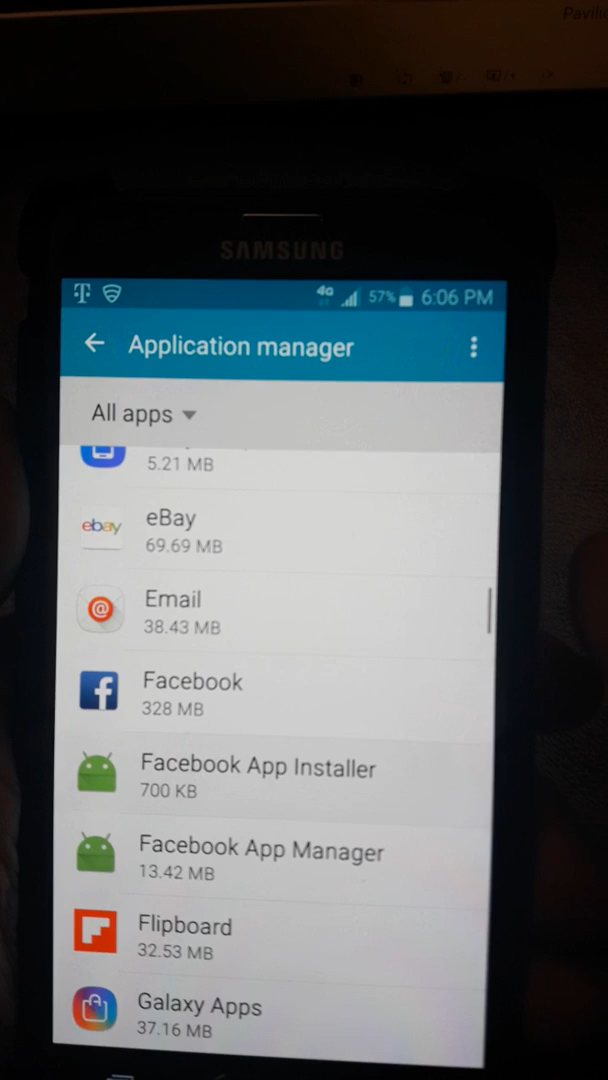 Pavili
SAMSUNG
T 4G 57% 6:06 PM
Application manager
All apps
5.21 MB
ebay eBay
69.69 MB
@ Email
38.43 MB
f Facebook
328 MB
Facebook App Installer
700 KB
Facebook App Manager
13.42 MB
Flipboard
32.53 MB
Galaxy Apps
37.16 MB